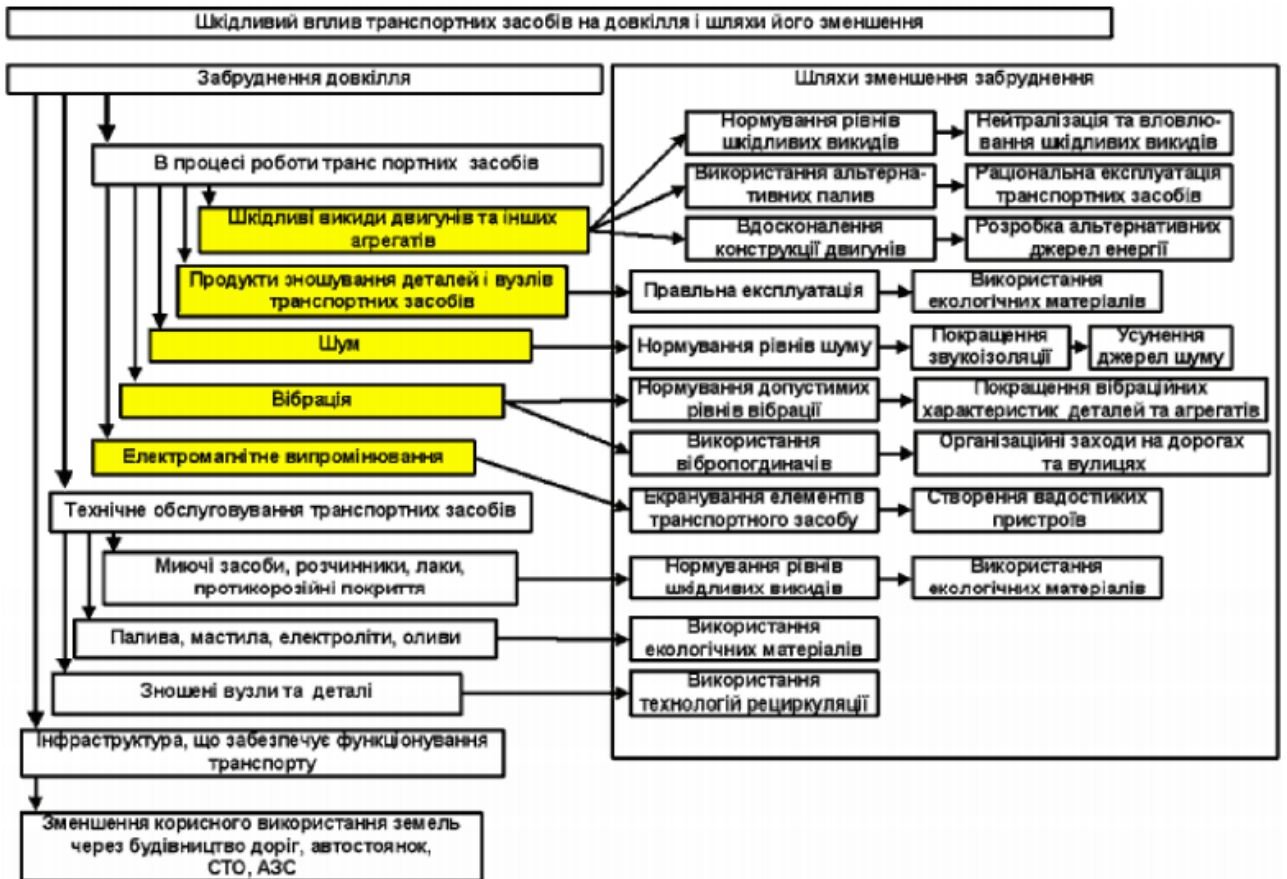 Шкідливий вплив транспортних засобів на довкілля і шляхи його зменшення
Забруднення довкілля
В процесі роботи транс портних засобів
Шкідливі викиди двигунів та інших
агрегатів
Продукти зношування деталей і вузлів
транспортних засобів
Шум
Вібрація
Електромагнітне випромінювання
Технічне обслуговування транспортних засобів
Миючі засоби, розчинники, лаки,
протикорозійні покриття
Палива, мастила, електроліти, оливи
Зношені вузли та деталі
Інфраструктура, що забезпечує функціонування
транспорту
Зменшення корисного використання земель
через будівництво доріг, автостоянок,
СТО, АЗС
Шляхи зменшення забруднення
Нормування рівнів
шкідливих викидів
Нейтралізація та вловлю-
вання шкідливих викидів
Використання альтерна-
тивних палив
Раціональна експлуатація
транспортних засобів
Вдосконалення
конструкції двигунів
Розробка альтернативних
джерел енергії
Правльна експлуатація
Використання
екологічних матеріалів
Нормування рівнів шуму
Покращення
звукоізоляції
Усунення
джерел шуму
Нормування допустимих
рівнів вібрації
Покращення вібраційних
характеристик деталей та агрегатів
Використання
вібропогдиначів
Організаційні заходи на дорогах
та вулицях
Екранування елементів
транспортного засобу
Створення вадостійких
пристроїв
Нормування рівнів
шкідливих викидів
Використання
екологічних матеріалів
Використання
екологічних матеріалів
Використання
технологій рециркуляції